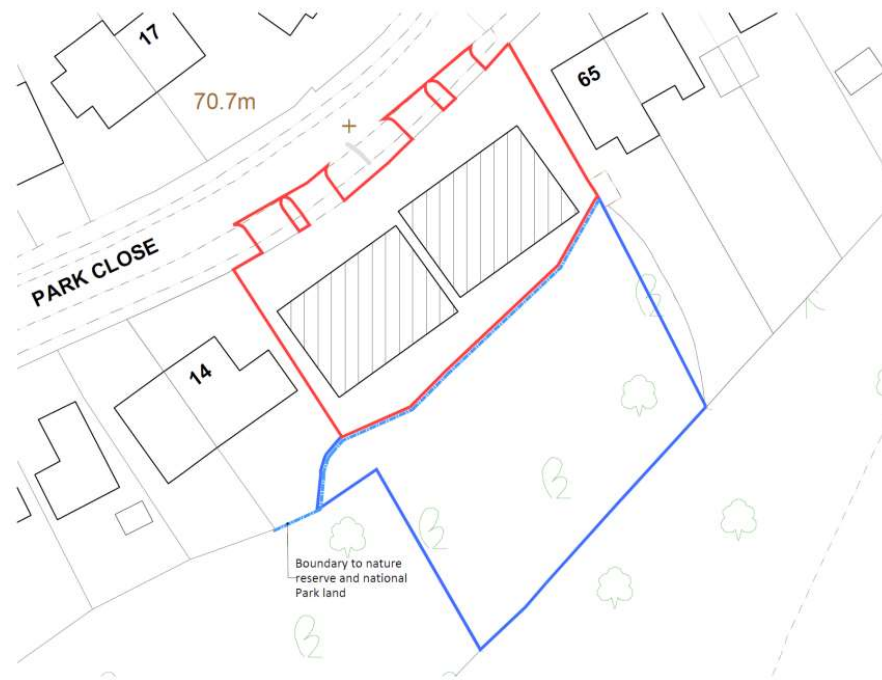 17
65
70.7m
PARK CLOSE
14
Boundary to nature
reserve and national
Park land